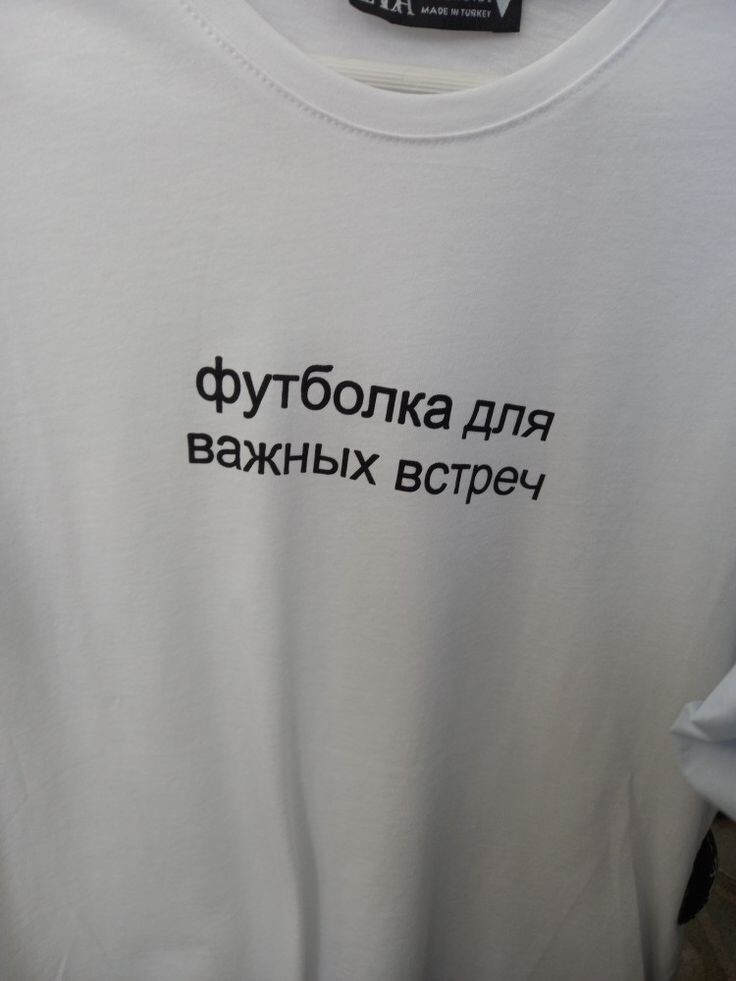 MADE IN TURKEY
футболка для
важных встреч